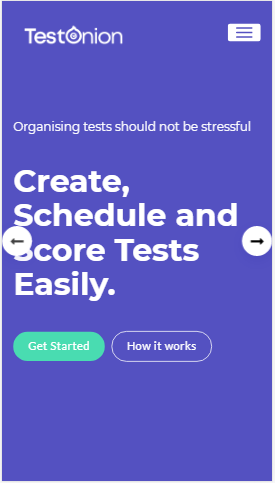 TestOnion
Organising tests should not be stressful
Create,
Schedule and
Score Tests
Easily.
Get Started
How it works